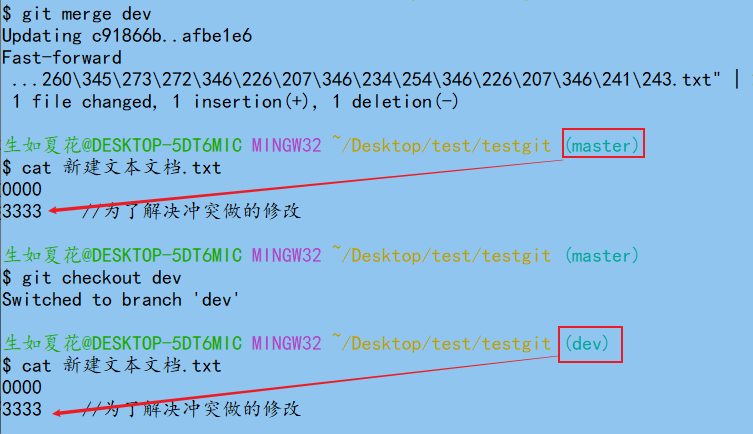 $ git merge dev
Updating c91866b..afbe1e6
Fast-forward
...260\345\273\272\346\226\207\346\234\254\346\226\207\346\241\243.txt" |
1 file changed, 1 insertion(+), 1 deletion(-)
生如夏花@DESKTOP-5DT6MIC MINGW32 ~/Desktop/test/testgit (master)
$ cat 新建文本文档.txt
0000
3333 //为了解决冲突做的修改
生如夏花@DESKTOP-5DT6MIC MINGW32 ~/Desktop/test/testgit (master)
$ git checkout dev
Switched to branch 'dev'
生如夏花@DESKTOP-5DT6MIC MINGW32 ~/Desktop/test/testgit (dev)
$ cat 新建文本文档.txt
0000
3333 //为了解决冲突做的修改